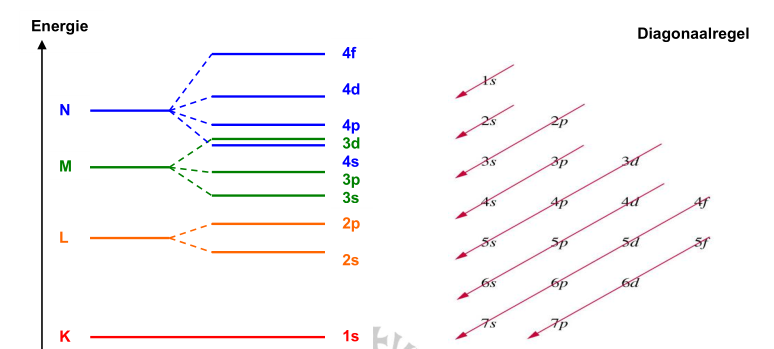 Energie
4f
4d
N
4p
3d
4s
M
3p
3s
2p
L
2s
K
1s
Diagonaalregel
1s
2s 2p
3s 3p 3d
4s 4p 4d 4f
5s 5p 5d 5f
6s 6p 6d
7s 7p